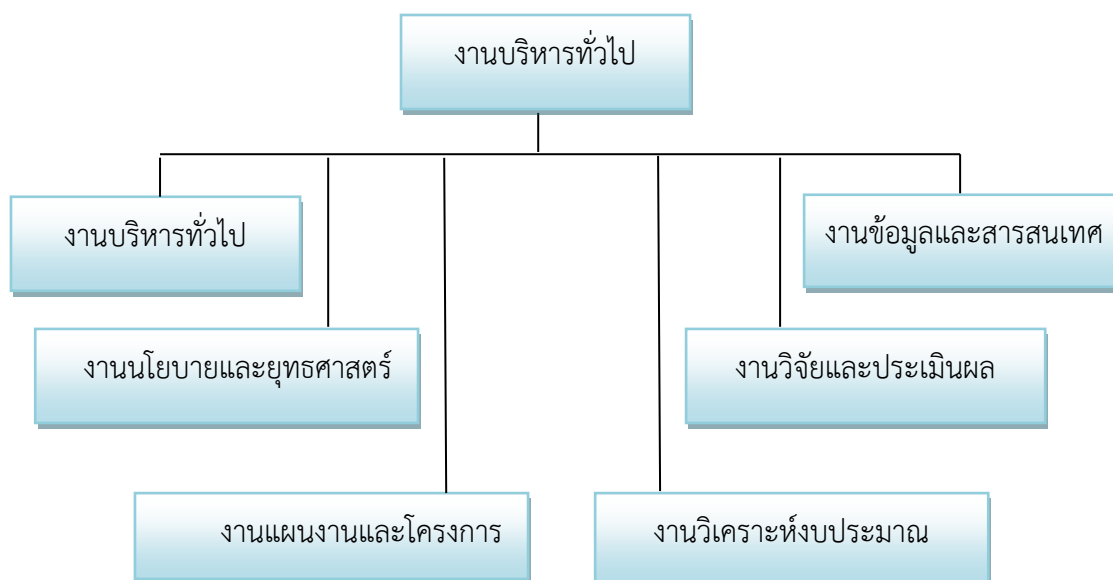 งานบริหารทั่วไป
งานบริหารทั่วไป
งานข้อมูลและสารสนเทศ
งานนโยบายและยุทธศาสตร์
งานวิจัยและประเมินผล
งานแผนงานและโครงการ
งานวิเคราะห์งบประมาณ